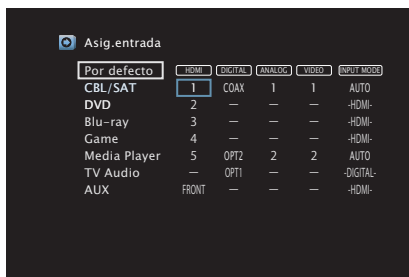 Asig.entrada
Por defecto HDMI DIGITAL ANALOG VIDEO INPUT MODE
CBL/SAT 1 COAX 1 1 AUTO
DVD 2 — — — -HDMI-
Blu-ray 3 — — — -HDMI-
Game 4 — — — -HDMI-
Media Player 5 OPT2 2 2 AUTO
TV Audio — OPT1 — — -DIGITAL-
AUX FRONT — — — -HDMI-